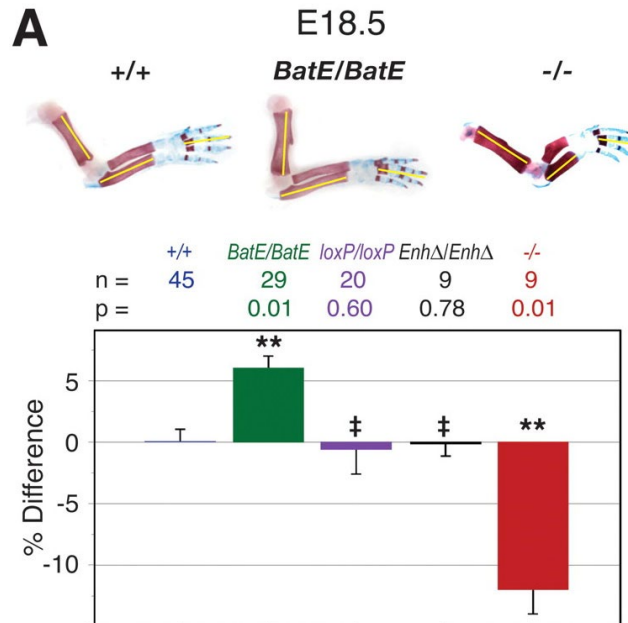 A
E18.5
+/+ BatE/BatE -/-
+/+ BatE/BatE loxP/loxP EnhΔ/EnhΔ -/-
n = 45 29 20 9 9
p = 0.01 0.60 0.78 0.01
**
5
‡ ‡ **
0
-5
-10
% Difference